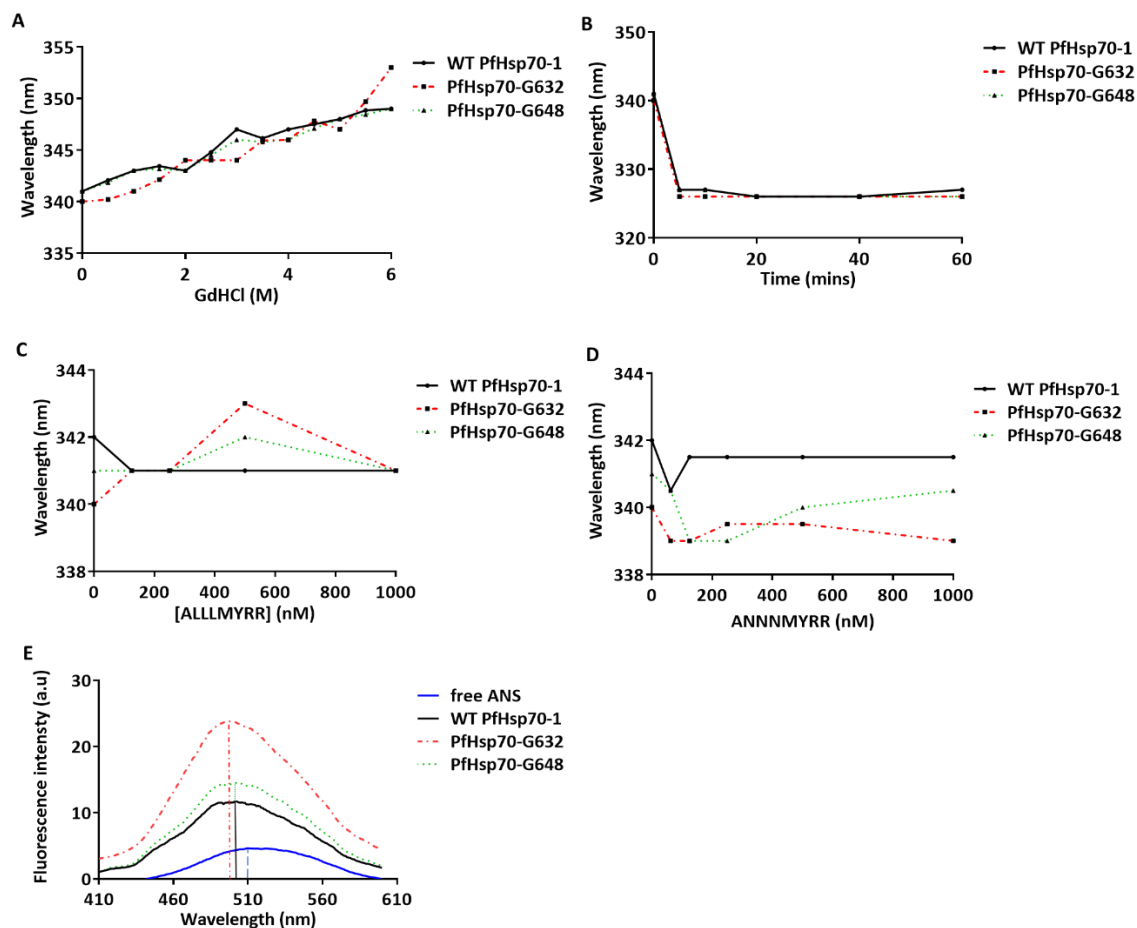 A
355
350
345
340
335
Wavelength (nm)
0
2
4
6
GdHCl (M)
WT PfHsp70-1
PfHsp70-G632
PfHsp70-G648
B
350
340
330
320
Wavelength (nm)
0
20
40
60
Time (mins)
WT PfHsp70-1
PfHsp70-G632
PfHsp70-G648
C
344
342
340
338
Wavelength (nm)
0
200
400
600
800
1000
[ALLLMYRR] (nM)
WT PfHsp70-1
PfHsp70-G632
PfHsp70-G648
D
344
342
340
338
Wavelength (nm)
0
200
400
600
800
1000
ANNNMYRR (nM)
WT PfHsp70-1
PfHsp70-G632
PfHsp70-G648
E
30
20
10
0
Fluorescence intensty (a.u)
410
460
510
560
610
Wavelength (nm)
free ANS
WT PfHsp70-1
PfHsp70-G632
PfHsp70-G648